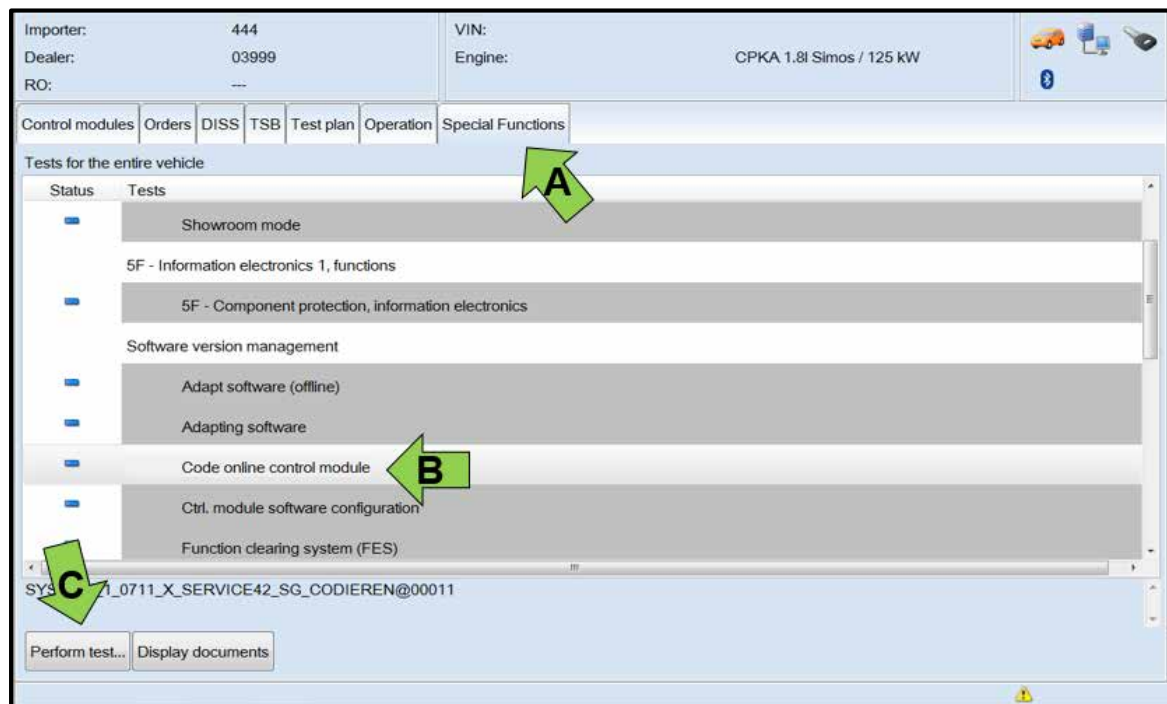 Importer: 444 VIN:
Dealer: 03999 Engine: CPKA 1.8l Simos / 125 kW
RO: ---
Control modules Orders DISS TSB Test plan Operation Special Functions
Tests for the entire vehicle
A
Status Tests
Showroom mode
5F - Information electronics 1, functions
5F - Component protection, information electronics
Software version management
Adapt software (offline)
Adapting software
Code online control module B
Ctrl. module software configuration
Function clearing system (FES)
C
1_0711_X_SERVICE42_SG_CODIEREN@00011
Perform test... Display documents